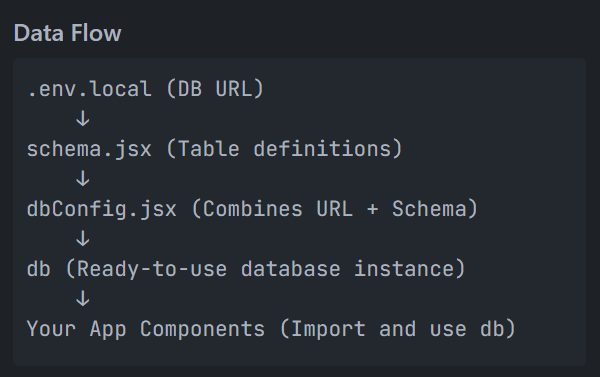 Data Flow
.env.local (DB URL)
↓
schema.jsx (Table definitions)
↓
dbConfig.jsx (Combines URL + Schema)
↓
db (Ready-to-use database instance)
↓
Your App Components (Import and use db)